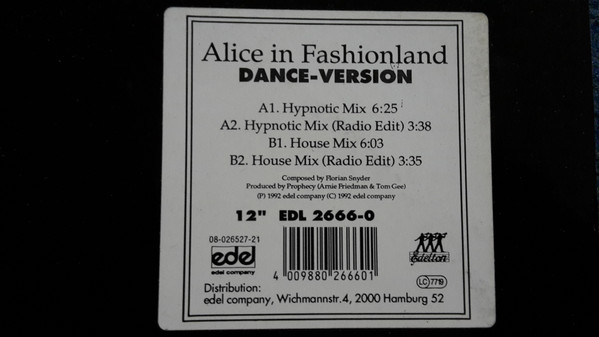 Alice in Fashionland
DANCE-VERSION
A1. Hypnotic Mix 6:25
A2. Hypnotic Mix (Radio Edit) 3:38
B1. House Mix 6:03
B2. House Mix (Radio Edit) 3:35
Composed by Florian Snyder
Produced by Prophecy (Arnie Friedman & Tom Gee)
(P) 1992 edel company (C) 1992 edel company
12" EDL 2666-0
08-026527-21
edel
edel company
4 009880 266601
Edelton
LC 7719
Distribution:
edel company, Wichmannstr. 4, 2000 Hamburg 52